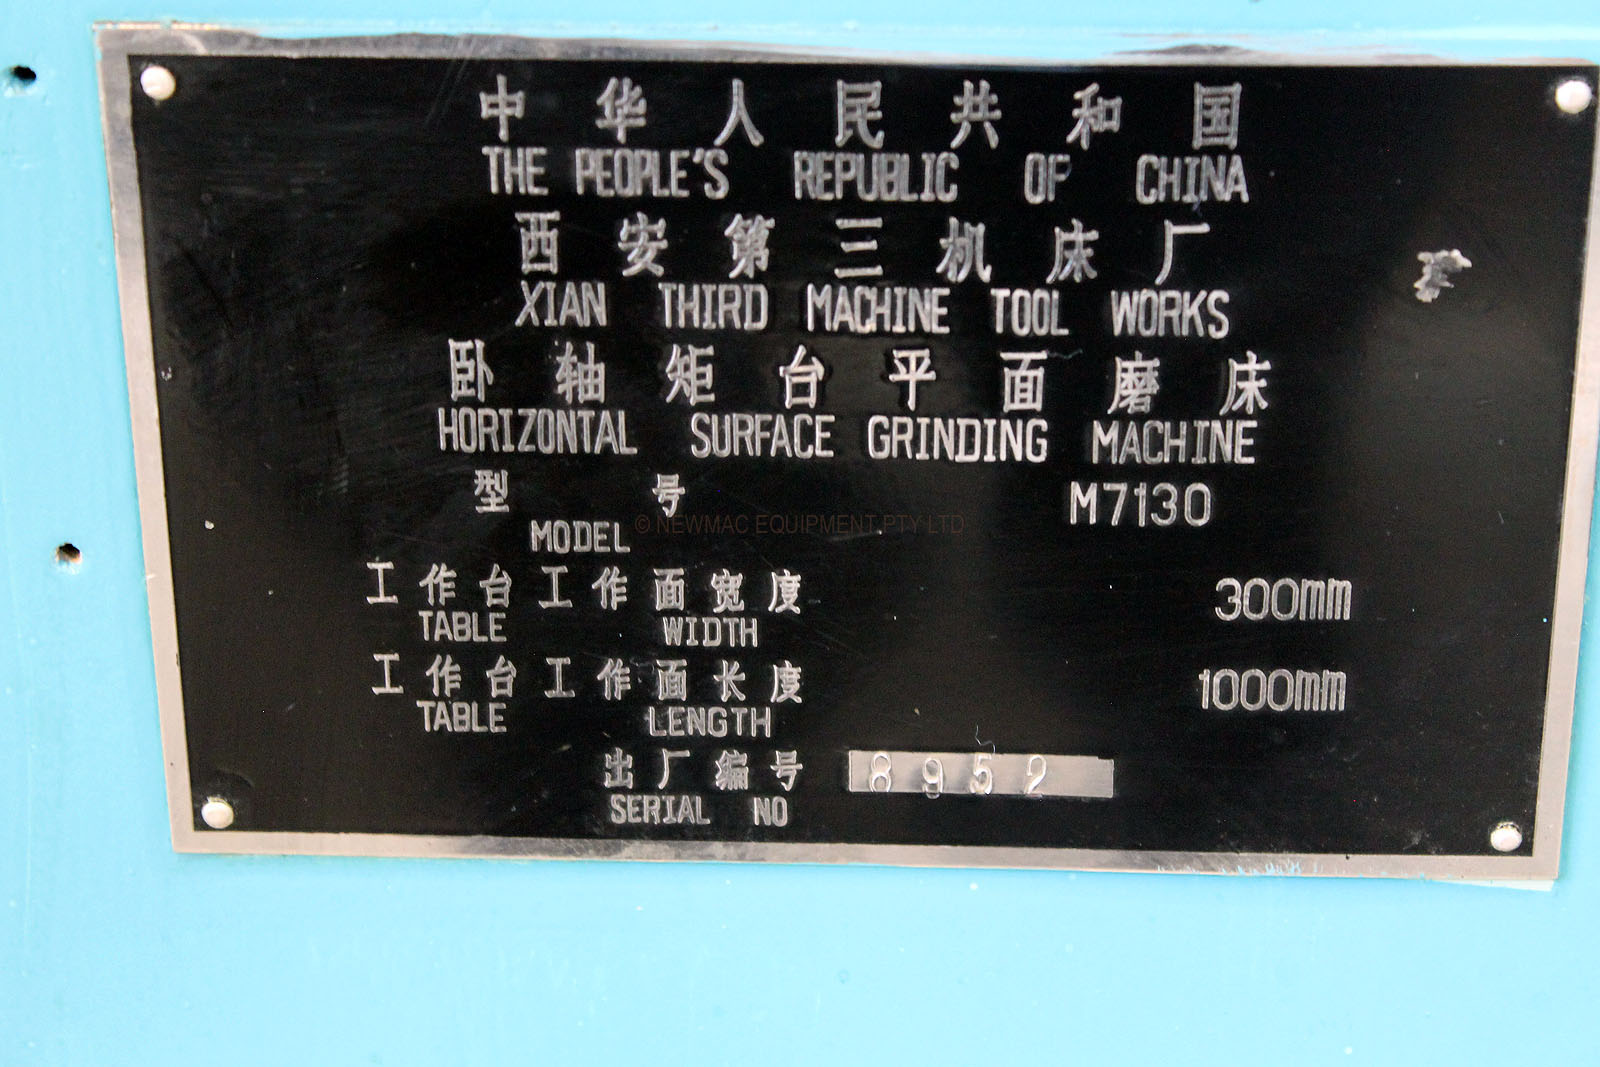 中华人民共和国
THE PEOPLE'S REPUBLIC OF CHINA
西安第三机床厂
XIAN THIRD MACHINE TOOL WORKS
卧轴矩台平面磨床
HORIZONTAL SURFACE GRINDING MACHINE
型号 M7130
© NEWMAC EQUIPMENT PTY LTD
MODEL
工作台工作面宽度 300mm
TABLE WIDTH
工作台工作面长度 1000mm
TABLE LENGTH
出厂编号 8952
SERIAL NO